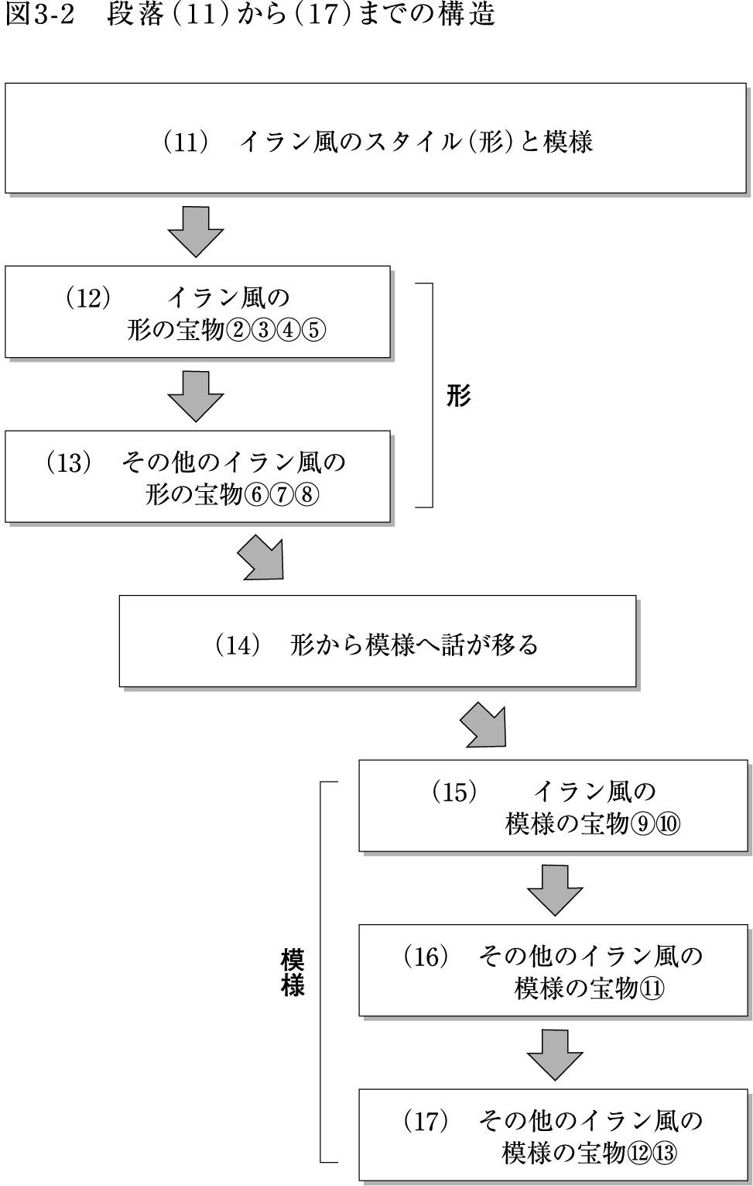 図3-2　段落（11）から（17）までの構造
（11）　イラン風のスタイル（形）と模様
（12）　イラン風の
形の宝物②③④⑤
形
（13）　その他のイラン風の
形の宝物⑥⑦⑧
（14）　形から模様へ話が移る
（15）　イラン風の
模様の宝物⑨⑩
模様
（16）　その他のイラン風の
模様の宝物⑪
（17）　その他のイラン風の
模様の宝物⑫⑬